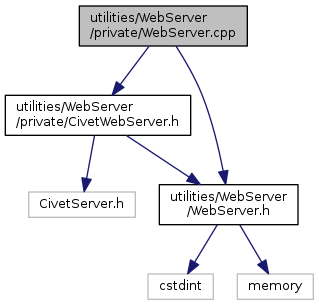 utilities/WebServer
/private/WebServer.cpp
utilities/WebServer
/private/CivetWebServer.h
CivetServer.h
utilities/WebServer
/WebServer.h
cstdint
memory